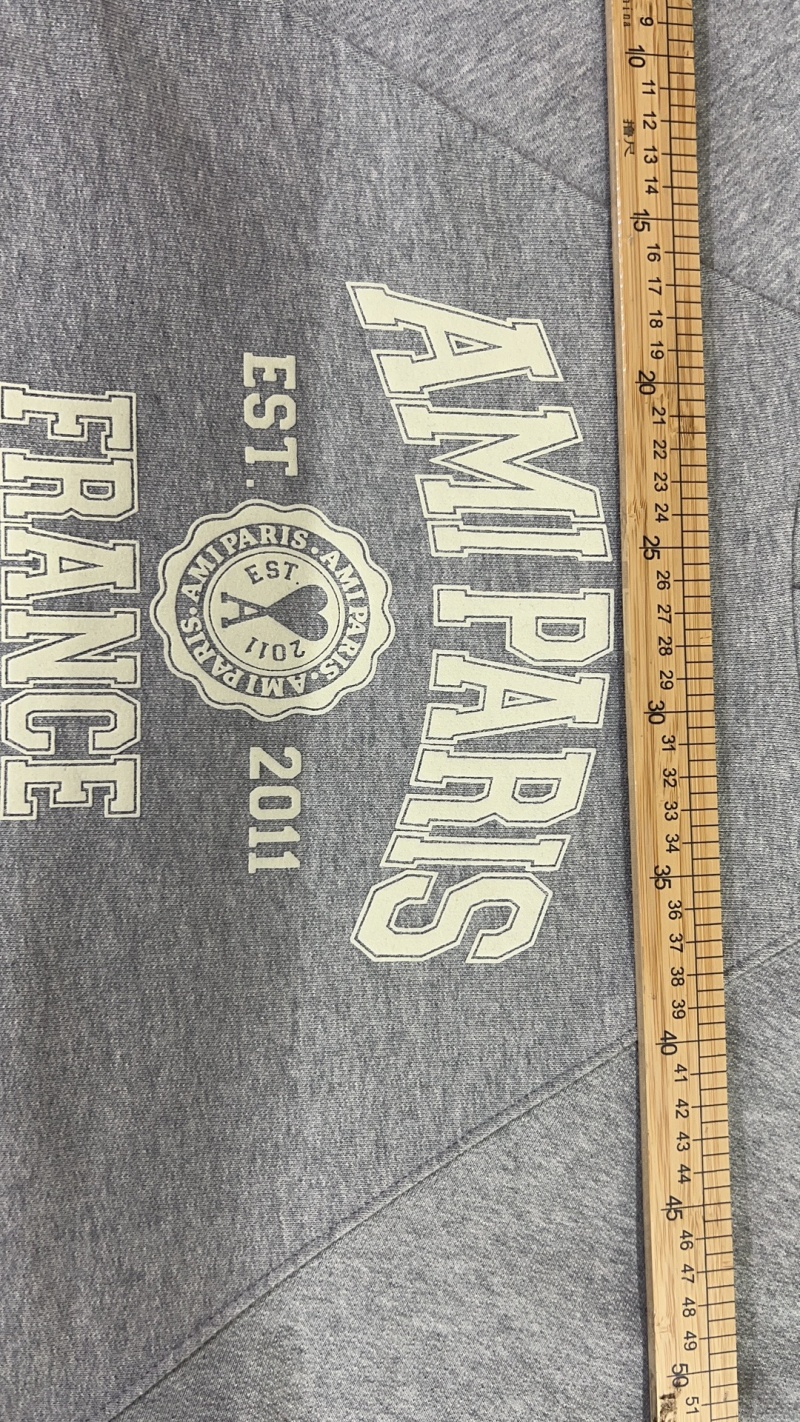 AMI PARIS
EST. 2011
AMI PARIS . AMI PARIS . AMI PARIS .
EST.
A
2011
FRANCE
9 10 11 12 13 14 15 16 17 18 19 20 21 22 23 24 25 26 27 28 29 30 31 32 33 34 35 36 37 38 39 40 41 42 43 44 45 46 47 48 49 50 51